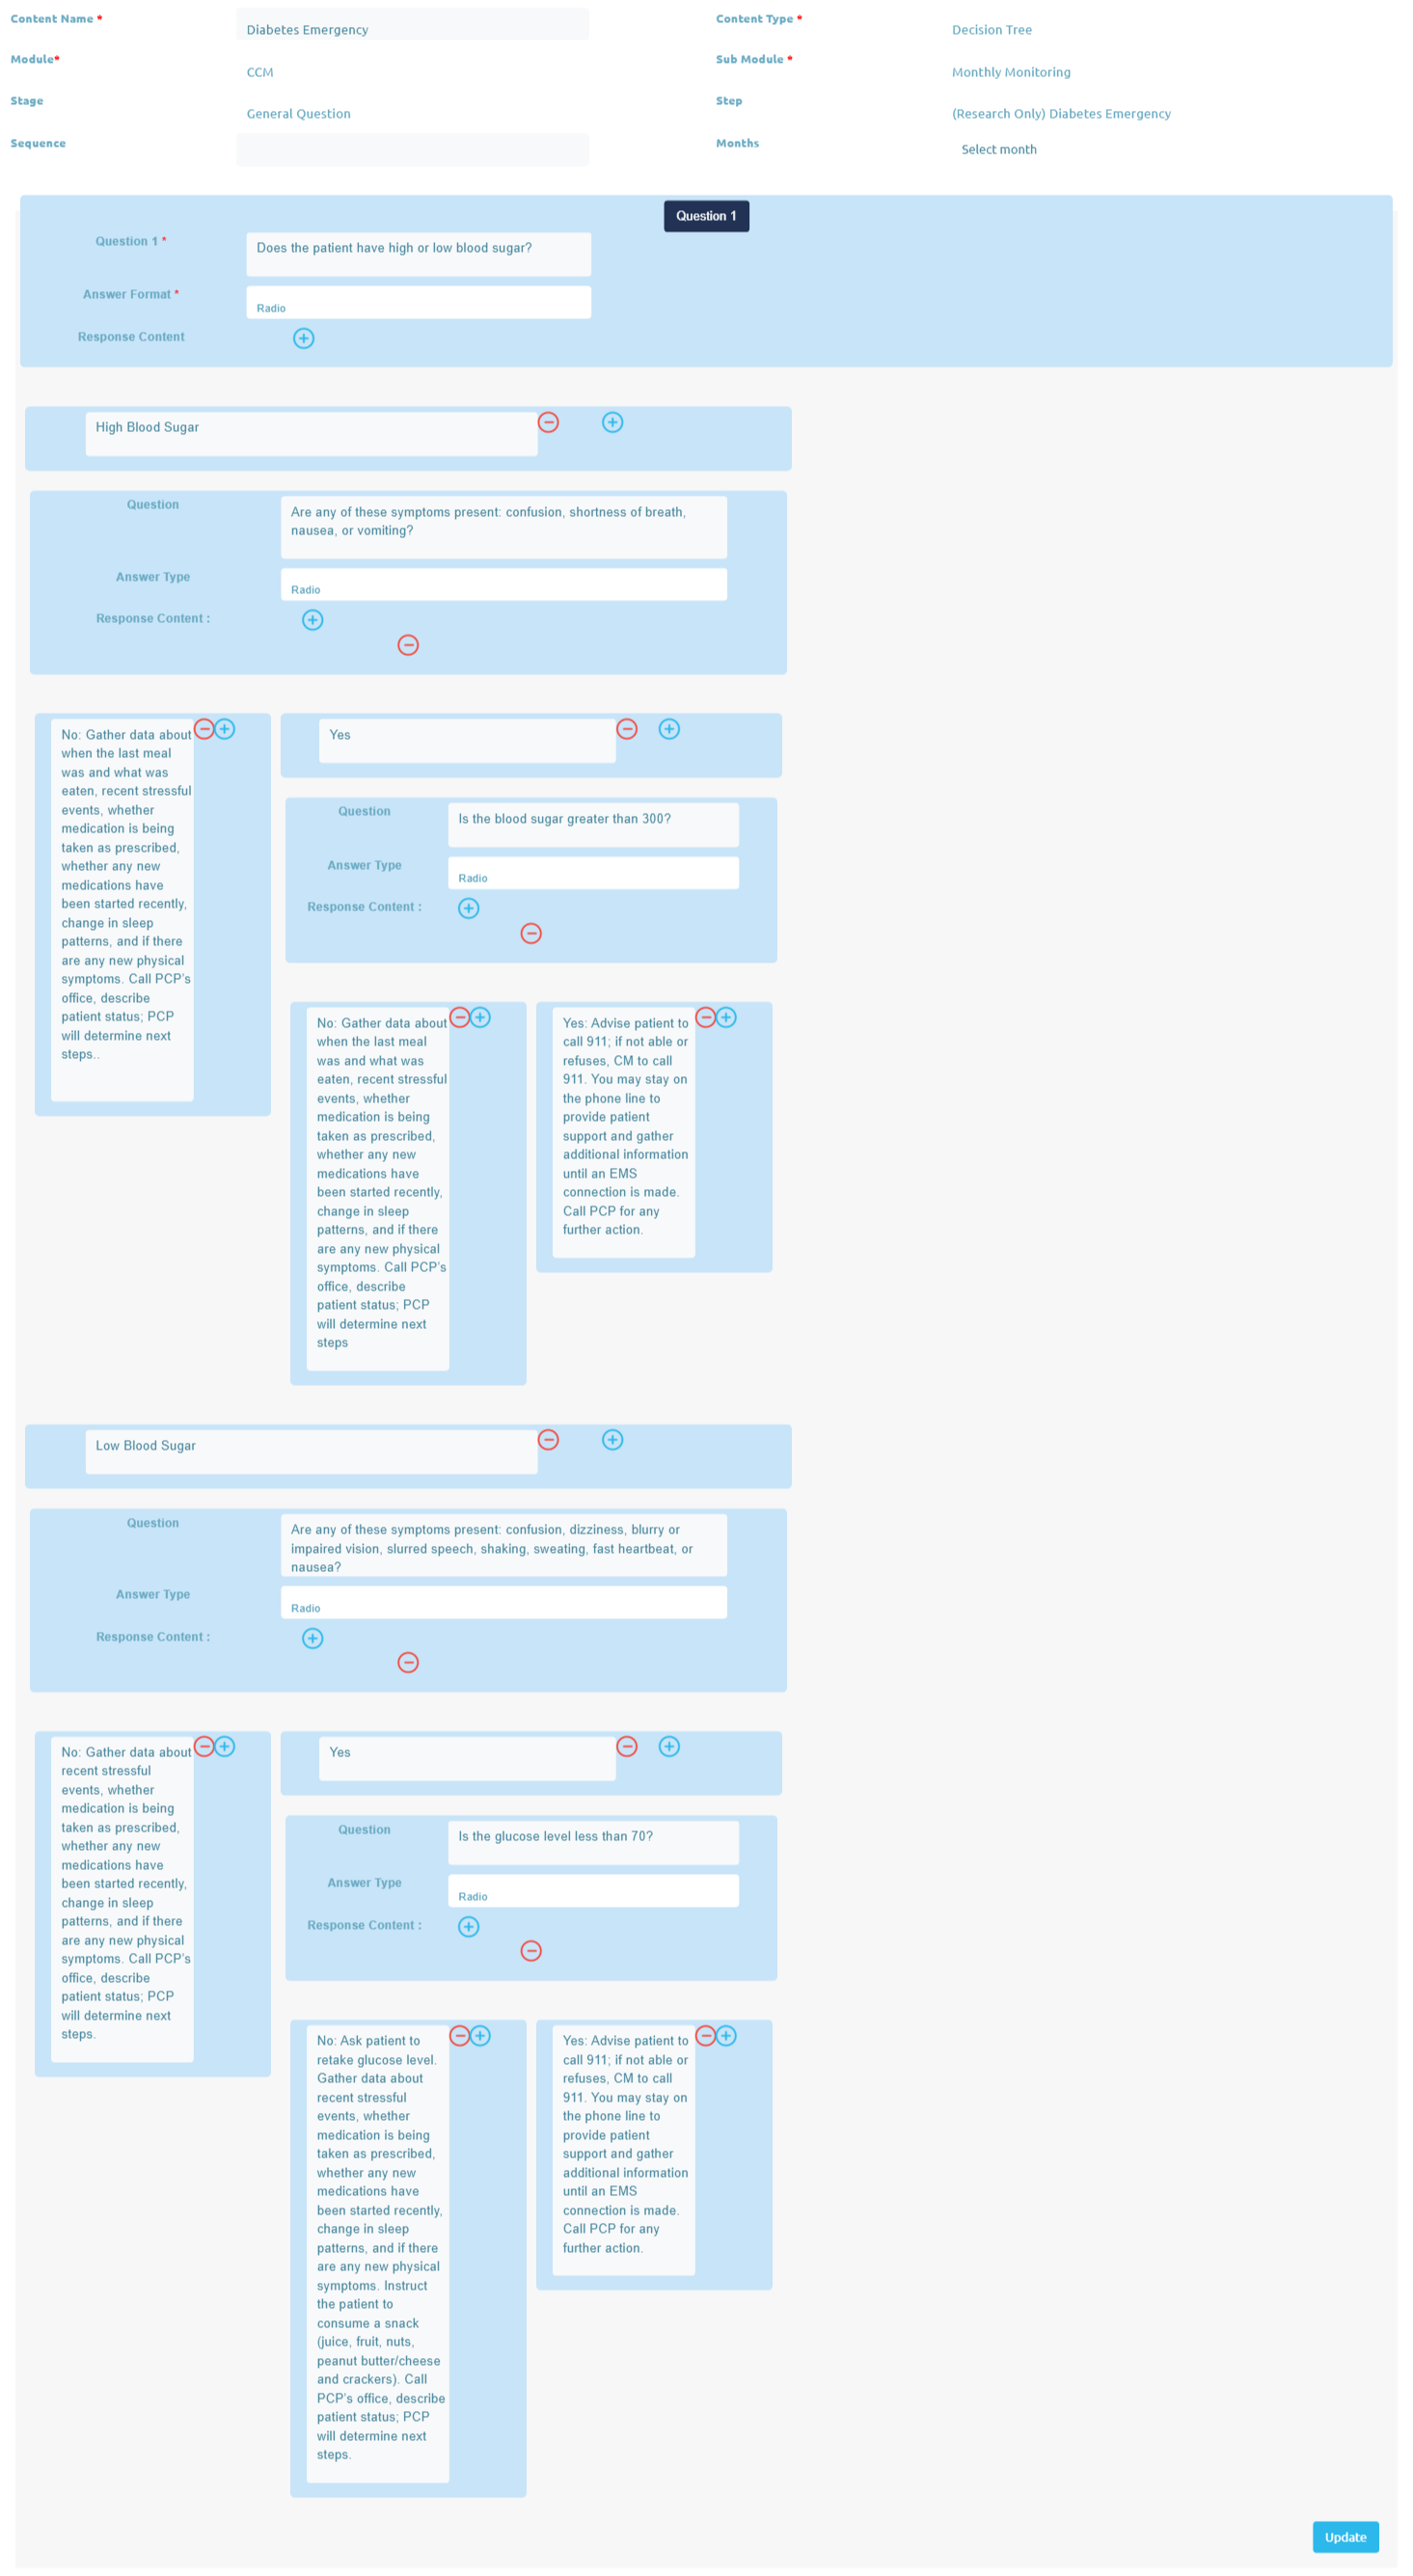 Content Name *
Diabetes Emergency
Content Type *
Decision Tree
Module*
CCM
Sub Module *
Monthly Monitoring
Stage
General Question
Step
(Research Only) Diabetes Emergency
Sequence
Months
Select month
Question 1
Question 1 *
Does the patient have high or low blood sugar?
Answer Format *
Radio
Response Content
High Blood Sugar
Question
Are any of these symptoms present: confusion, shortness of breath,
nausea, or vomiting?
Answer Type
Radio
Response Content :
No: Gather data about
when the last meal
was and what was
eaten, recent stressful
events, whether
medication is being
taken as prescribed,
whether any new
medications have
been started recently,
change in sleep
patterns, and if there
are any new physical
symptoms. Call PCP's
office, describe
patient status; PCP
will determine next
steps..
Yes
Question
Is the blood sugar greater than 300?
Answer Type
Radio
Response Content :
No: Gather data about
when the last meal
was and what was
eaten, recent stressful
events, whether
medication is being
taken as prescribed,
whether any new
medications have
been started recently,
change in sleep
patterns, and if there
are any new physical
symptoms. Call PCP's
office, describe
patient status; PCP
will determine next
steps
Yes: Advise patient to
call 911; if not able or
refuses, CM to call
911. You may stay on
the phone line to
provide patient
support and gather
additional information
until an EMS
connection is made.
Call PCP for any
further action.
Low Blood Sugar
Question
Are any of these symptoms present: confusion, dizziness, blurry or
impaired vision, slurred speech, shaking, sweating, fast heartbeat, or
nausea?
Answer Type
Radio
Response Content :
No: Gather data about
recent stressful
events, whether
medication is being
taken as prescribed,
whether any new
medications have
been started recently,
change in sleep
patterns, and if there
are any new physical
symptoms. Call PCP's
office, describe
patient status; PCP
will determine next
steps.
Yes
Question
Is the glucose level less than 70?
Answer Type
Radio
Response Content :
No: Ask patient to
retake glucose level.
Gather data about
recent stressful
events, whether
medication is being
taken as prescribed,
whether any new
medications have
been started recently,
change in sleep
patterns, and if there
are any new physical
symptoms. Instruct
the patient to
consume a snack
(juice, fruit, nuts,
peanut butter/cheese
and crackers). Call
PCP's office, describe
patient status; PCP
will determine next
steps.
Yes: Advise patient to
call 911; if not able or
refuses, CM to call
911. You may stay on
the phone line to
provide patient
support and gather
additional information
until an EMS
connection is made.
Call PCP for any
further action.
Update